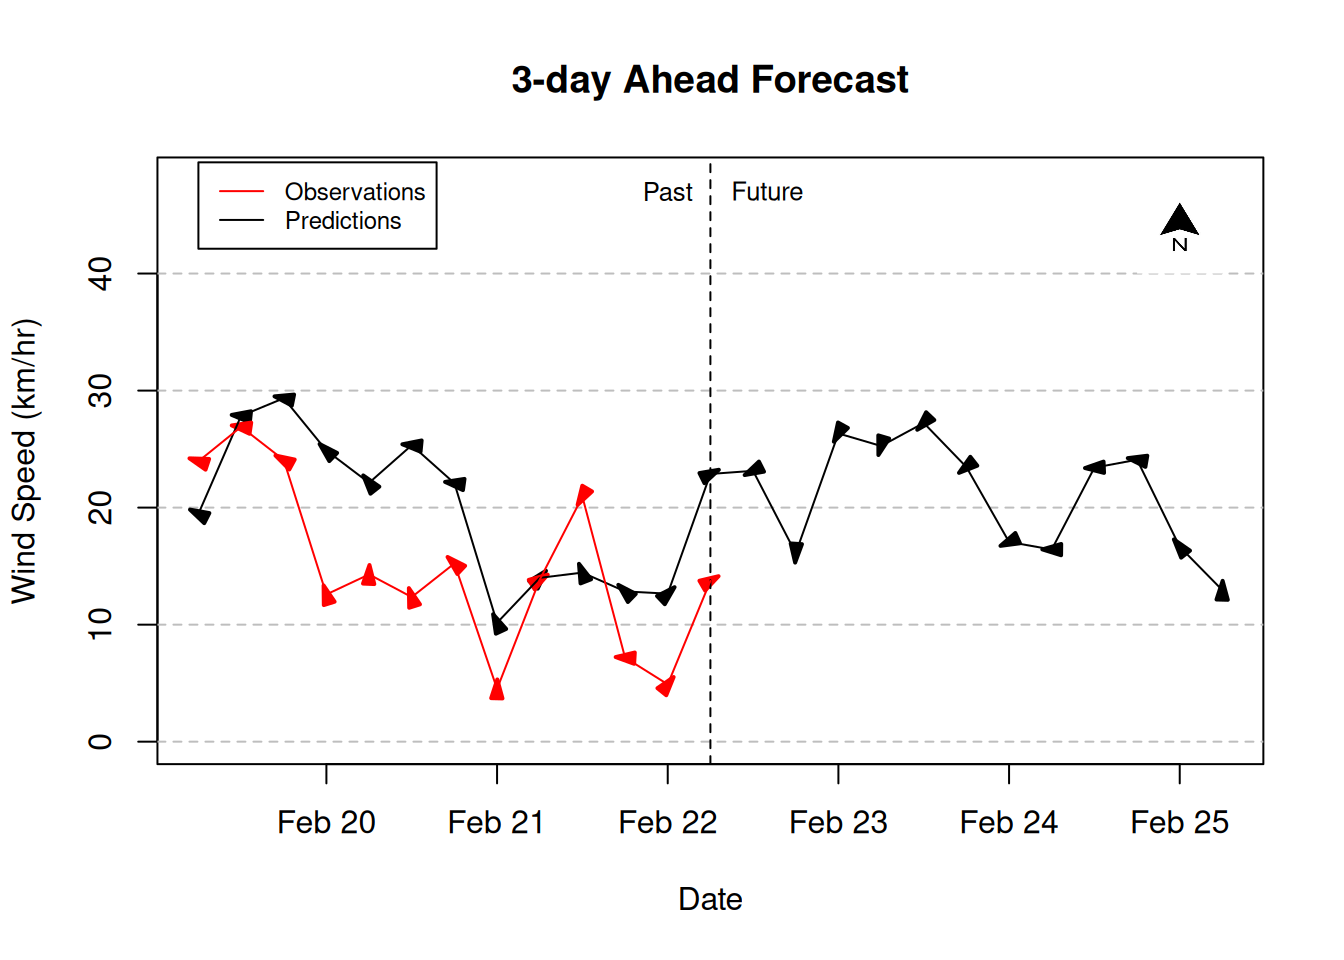 3-day Ahead Forecast
Observations
Predictions
Past
Future
N
Wind Speed (km/hr)
40
30
20
10
0
Feb 20
Feb 21
Feb 22
Feb 23
Feb 24
Feb 25
Date